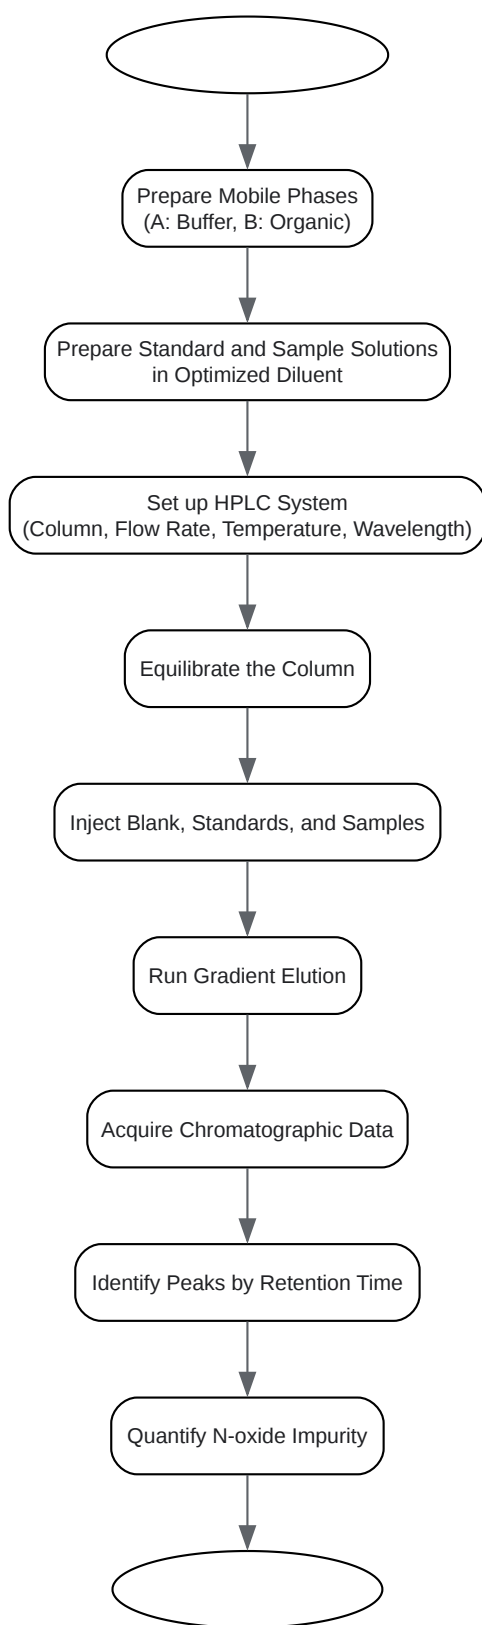 Prepare Mobile Phases
(A: Buffer, B: Organic)
Prepare Standard and Sample Solutions
in Optimized Diluent
Set up HPLC System
(Column, Flow Rate, Temperature, Wavelength)
Equilibrate the Column
Inject Blank, Standards, and Samples
Run Gradient Elution
Acquire Chromatographic Data
Identify Peaks by Retention Time
Quantify N-oxide Impurity